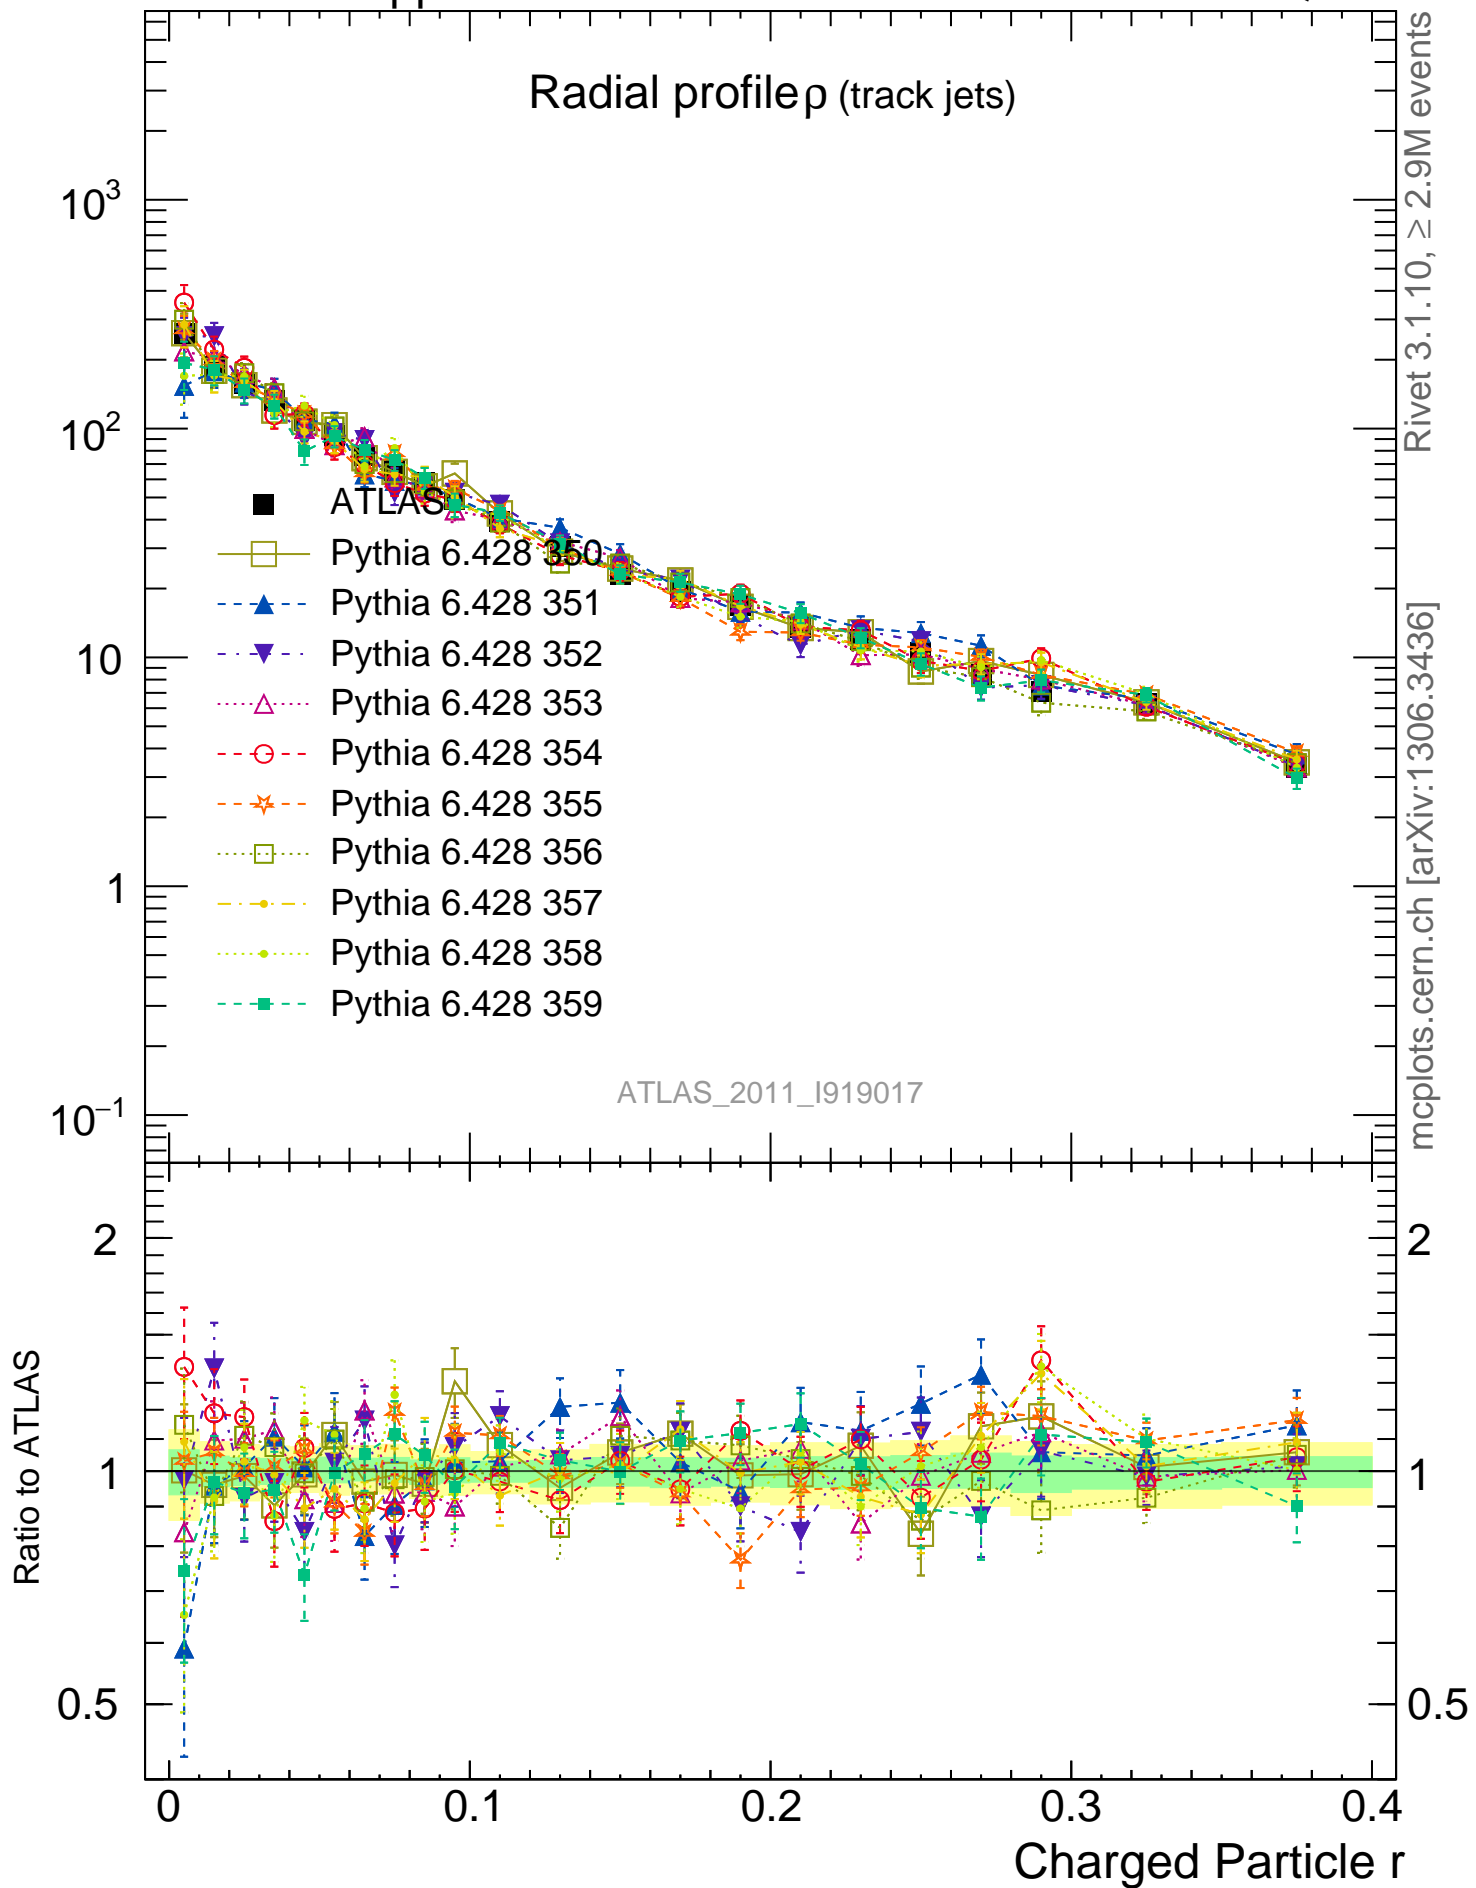 pp
Radial profile ρ (track jets)
10³
10²
10
1
10⁻¹
ATLAS
Pythia 6.428 350
Pythia 6.428 351
Pythia 6.428 352
Pythia 6.428 353
Pythia 6.428 354
Pythia 6.428 355
Pythia 6.428 356
Pythia 6.428 357
Pythia 6.428 358
Pythia 6.428 359
ATLAS_2011_I919017
Rivet 3.1.10, ≥ 2.9M events
mcplots.cern.ch [arXiv:1306.3436]
Ratio to ATLAS
2
1
0.5
2
1
0.5
0
0.1
0.2
0.3
0.4
Charged Particle r